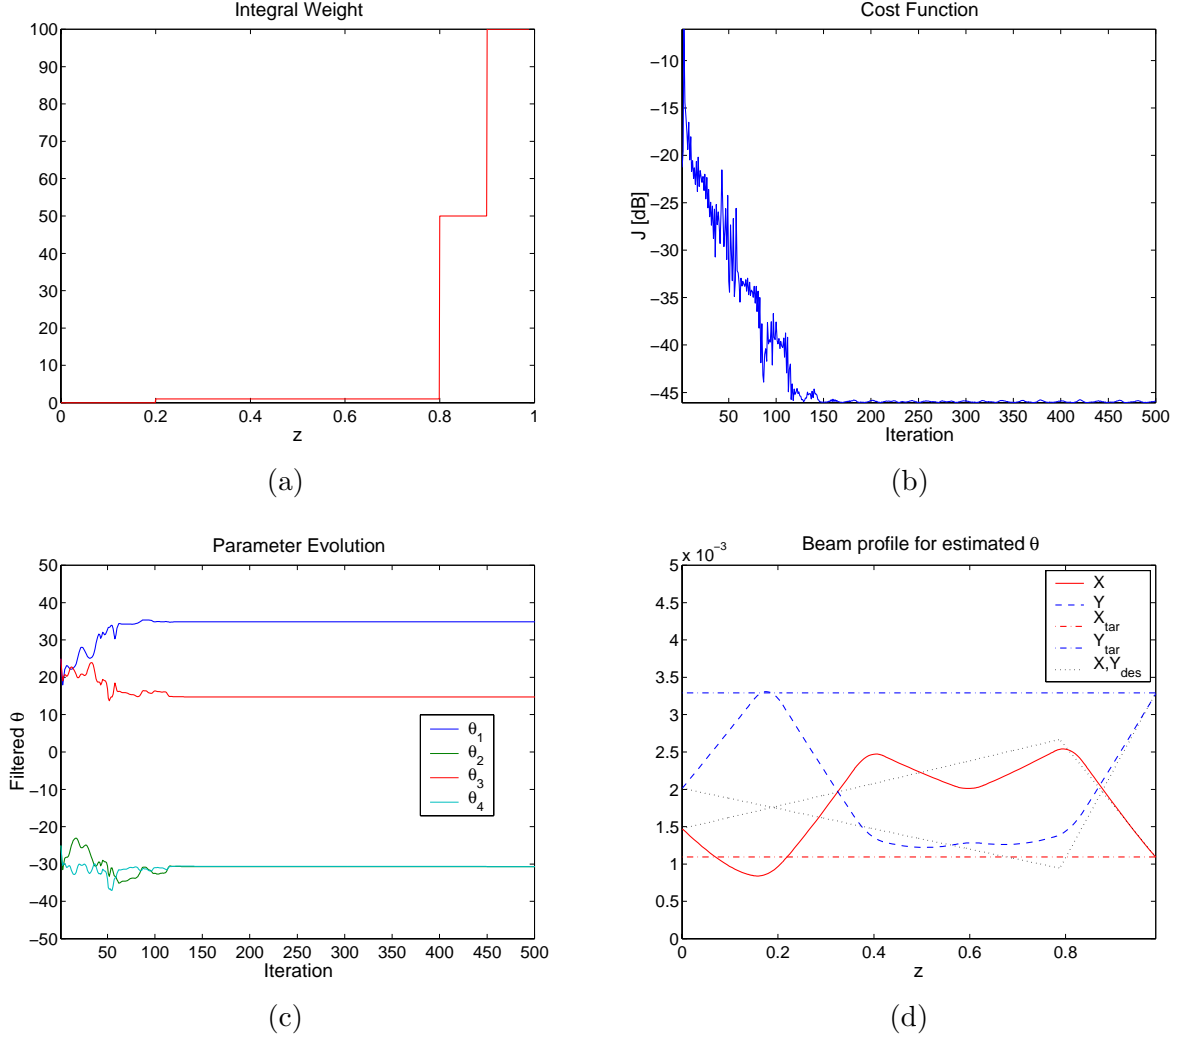 Integral Weight
100
90
80
70
60
50
40
30
20
10
0
0 0.2 0.4 0.6 0.8 1
z
(a)
Cost Function
−10
−15
−20
−25
−30
−35
−40
−45
J [dB]
50 100 150 200 250 300 350 400 450 500
Iteration
(b)
Parameter Evolution
50
40
30
20
10
0
−10
−20
−30
−40
−50
Filtered θ
θ1
θ2
θ3
θ4
50 100 150 200 250 300 350 400 450 500
Iteration
(c)
Beam profile for estimated θ
x 10−3
5
4.5
4
3.5
3
2.5
2
1.5
1
0.5
0
X
Y
Xtar
Ytar
X,Ydes
0 0.2 0.4 0.6 0.8
z
(d)